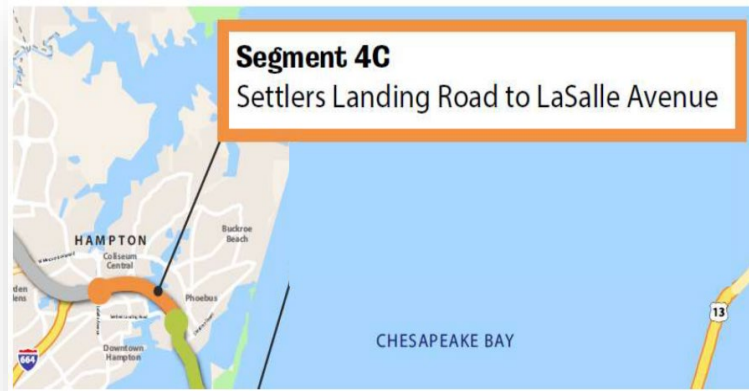 Segment 4C
Settlers Landing Road to LaSalle Avenue
HAMPTON
Coliseum
Central
Buckroe
Beach
Phoebus
Downtown
Hampton
664
13
CHESAPEAKE BAY